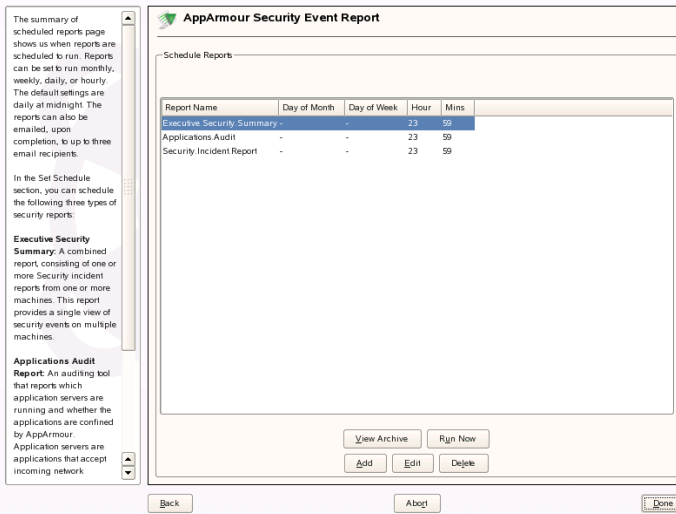 The summary of
scheduled reports page
shows us when reports are
scheduled to run. Reports
can be set to run monthly,
weekly, daily, or hourly.
The default settings are
daily at midnight. The
reports can also be
emailed, upon
completion, to up to three
email recipients.
In the Set Schedule
section, you can schedule
the following three types of
security reports:
Executive Security
Summary: A combined
report, consisting of one or
more Security incident
reports from one or more
machines. This report
provides a single view of
security events on multiple
machines.
Applications Audit
Report: An auditing tool
that reports which
application servers are
running and whether the
applications are confined
by AppArmour.
Application servers are
applications that accept
incoming network
AppArmour Security Event Report
Schedule Reports
Report Name Day of Month Day of Week Hour Mins
Executive.Security.Summary - - 23 59
Applications.Audit - - 23 59
Security.Incident.Report - - 23 59
View Archive Run Now
Add Edit Delete
Back Abort Done